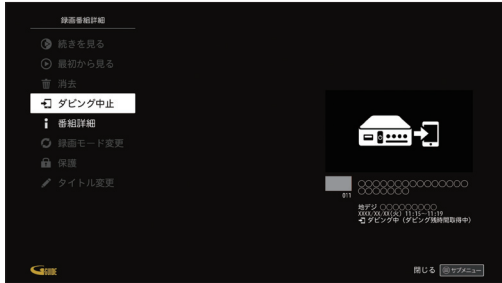 録画番組詳細
続きを見る
最初から見る
消去
ダビング中止
番組詳細
録画モード変更
保護
タイトル変更
011
○○○○○○○○○○○○○○○
○○○○○○○
地デジ ○○○○○○○○○
XXXX/XX/XX(火) 11:15～11:19
ダビング中 (ダビング残時間取得中)
G GUIDE
閉じる サブメニュー